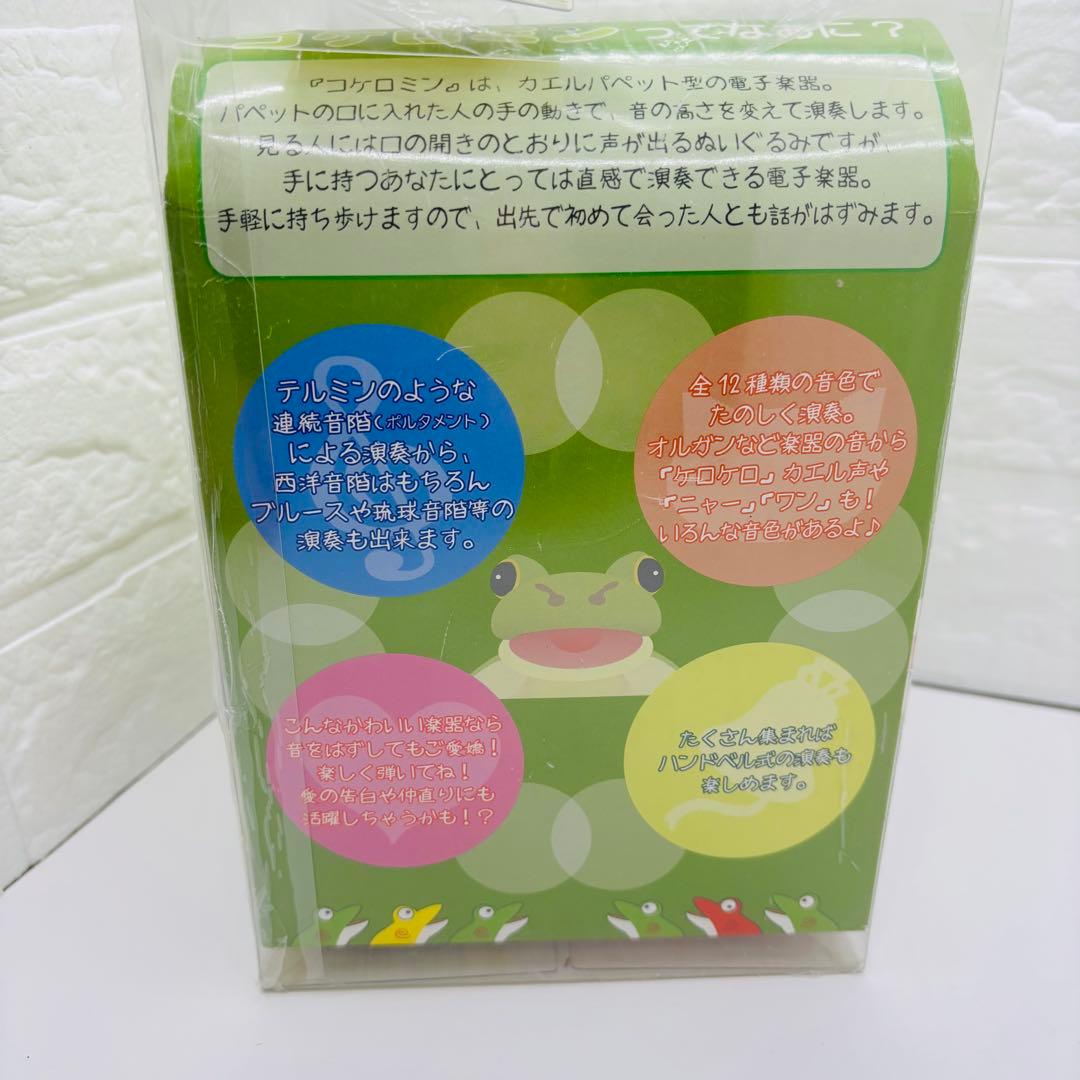 コケロミンってなぁに？
『コケロミン』は、カエルパペット型の電子楽器。
パペットの口に入れた人の手の動きで、音の高さを変えて演奏します。
見る人には口の開きのとおりに声が出るぬいぐるみですが、
手に持つあなたにとっては直感で演奏できる電子楽器。
手軽に持ち歩けますので、出先で初めて会った人とも話がはずみます。
テルミンのような
連続音階(ポルタメント)
による演奏から、
西洋音階はもちろん
ブルースや琉球音階等の
演奏も出来ます。
全12種類の音色で
たのしく演奏。
オルガンなど楽器の音から
『ケロケロ』カエル声や
『ニャー』『ワン』も！
いろんな音色があるよ♪
こんなかわいい楽器なら
音をはずしてもご愛嬌！
楽しく弾いてね！
愛の告白や仲直りにも
活躍しちゃうかも！？
たくさん集まれば
ハンドベル式の演奏も
楽しめます。